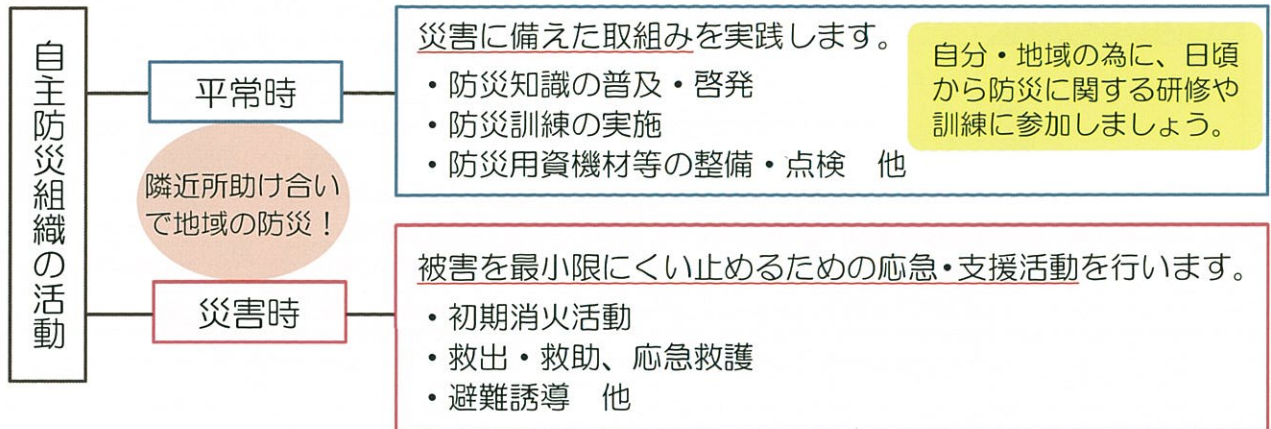 自主防災組織の活動
平常時
災害に備えた取組みを実践します。
・防災知識の普及・啓発
・防災訓練の実施
・防災用資機材等の整備・点検　他
自分・地域の為に、日頃
から防災に関する研修や
訓練に参加しましょう。
隣近所助け合い
で地域の防災！
災害時
被害を最小限にくい止めるための応急・支援活動を行います。
・初期消火活動
・救出・救助、応急救護
・避難誘導　他